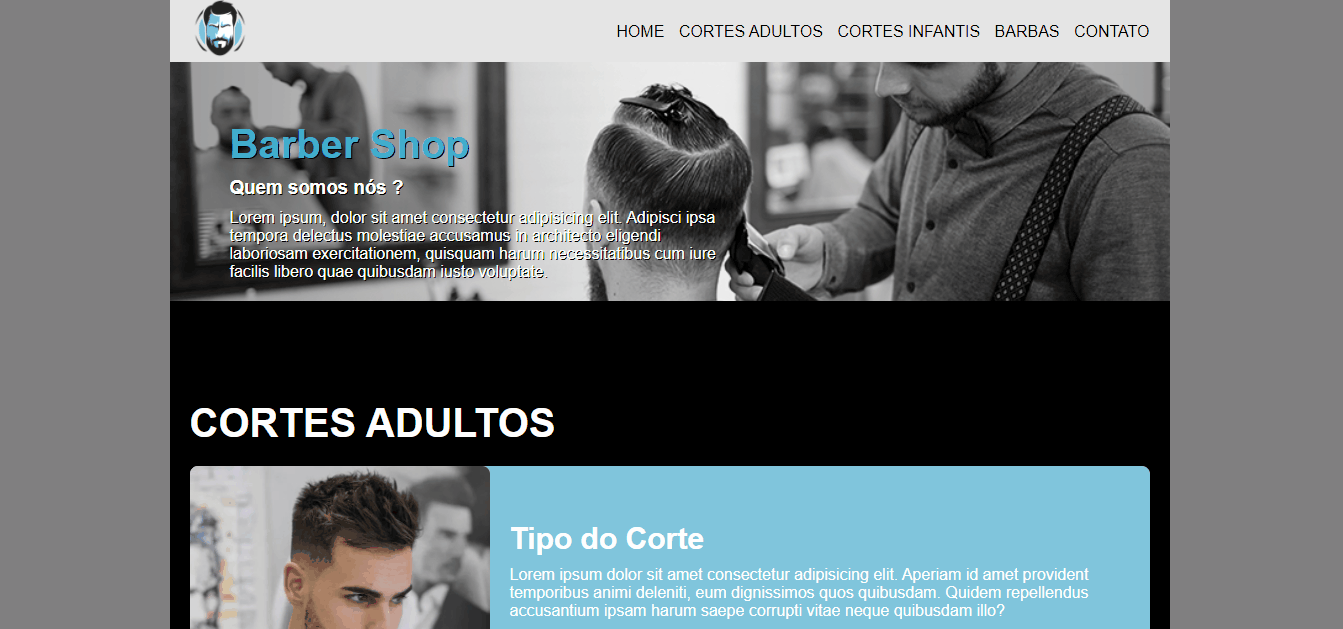 HOME CORTES ADULTOS CORTES INFANTIS BARBAS CONTATO
Barber Shop
Quem somos nós ?
Lorem ipsum, dolor sit amet consectetur adipisicing elit. Adipisci ipsa
tempora delectus molestiae accusamus in architecto eligendi
laboriosam exercitationem, quisquam harum necessitatibus cum iure
facilis libero quae quibusdam iusto voluptate.
CORTES ADULTOS
Tipo do Corte
Lorem ipsum dolor sit amet consectetur adipisicing elit. Aperiam id amet provident
temporibus animi deleniti, eum dignissimos quos quibusdam. Quidem repellendus
accusantium ipsam harum saepe corrupti vitae neque quibusdam illo?